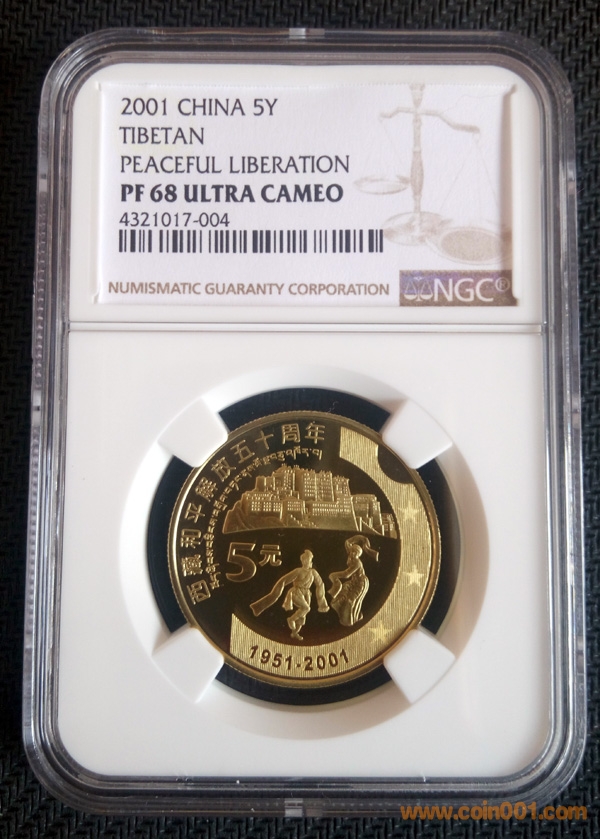 2001 CHINA 5Y
TIBETAN
PEACEFUL LIBERATION
PF 68 ULTRA CAMEO
4321017-004
NUMISMATIC GUARANTY CORPORATION
NGC®
西藏和平解放五十周年
5元
1951-2001
www.coin001.com